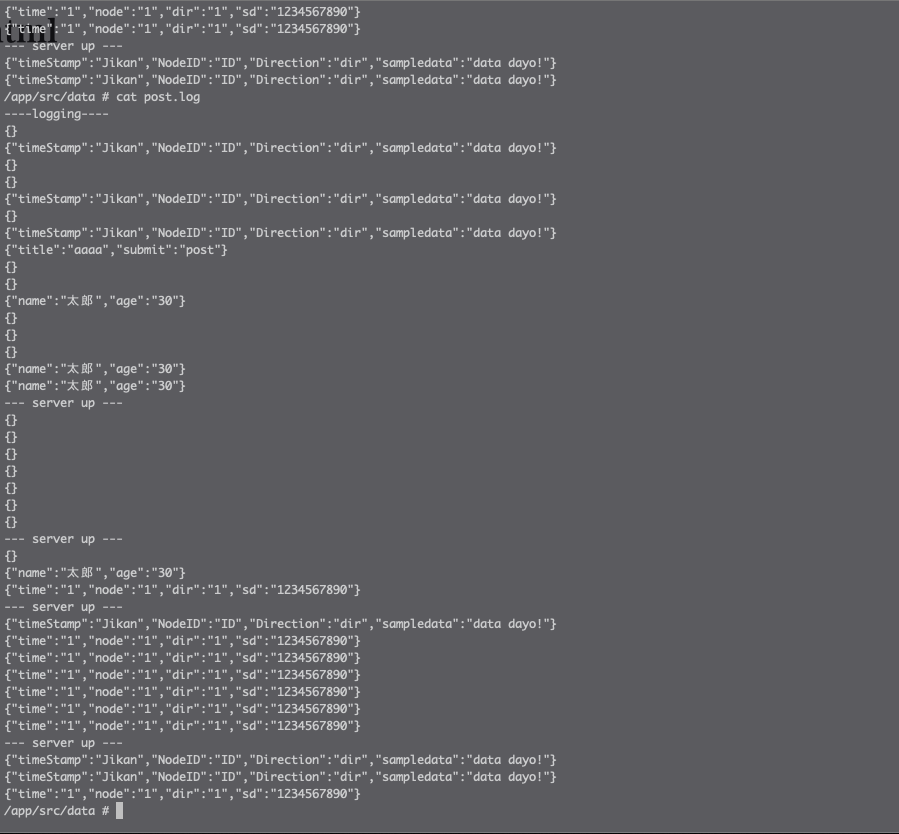 {"time":"1","node":"1","dir":"1","sd":"1234567890"}
{"time":"1","node":"1","dir":"1","sd":"1234567890"}
--- server up ---
{"timeStamp":"Jikan","NodeID":"ID","Direction":"dir","sampledata":"data dayo!"}
{"timeStamp":"Jikan","NodeID":"ID","Direction":"dir","sampledata":"data dayo!"}
/app/src/data # cat post.log
----logging----
{}
{"timeStamp":"Jikan","NodeID":"ID","Direction":"dir","sampledata":"data dayo!"}
{}
{}
{"timeStamp":"Jikan","NodeID":"ID","Direction":"dir","sampledata":"data dayo!"}
{}
{"timeStamp":"Jikan","NodeID":"ID","Direction":"dir","sampledata":"data dayo!"}
{"title":"aaaa","submit":"post"}
{}
{}
{"name":"太郎","age":"30"}
{}
{}
{}
{"name":"太郎","age":"30"}
{"name":"太郎","age":"30"}
--- server up ---
{}
{}
{}
{}
{}
{}
{}
--- server up ---
{}
{"name":"太郎","age":"30"}
{"time":"1","node":"1","dir":"1","sd":"1234567890"}
--- server up ---
{"timeStamp":"Jikan","NodeID":"ID","Direction":"dir","sampledata":"data dayo!"}
{"time":"1","node":"1","dir":"1","sd":"1234567890"}
{"time":"1","node":"1","dir":"1","sd":"1234567890"}
{"time":"1","node":"1","dir":"1","sd":"1234567890"}
{"time":"1","node":"1","dir":"1","sd":"1234567890"}
{"time":"1","node":"1","dir":"1","sd":"1234567890"}
{"time":"1","node":"1","dir":"1","sd":"1234567890"}
--- server up ---
{"timeStamp":"Jikan","NodeID":"ID","Direction":"dir","sampledata":"data dayo!"}
{"timeStamp":"Jikan","NodeID":"ID","Direction":"dir","sampledata":"data dayo!"}
{"time":"1","node":"1","dir":"1","sd":"1234567890"}
/app/src/data #